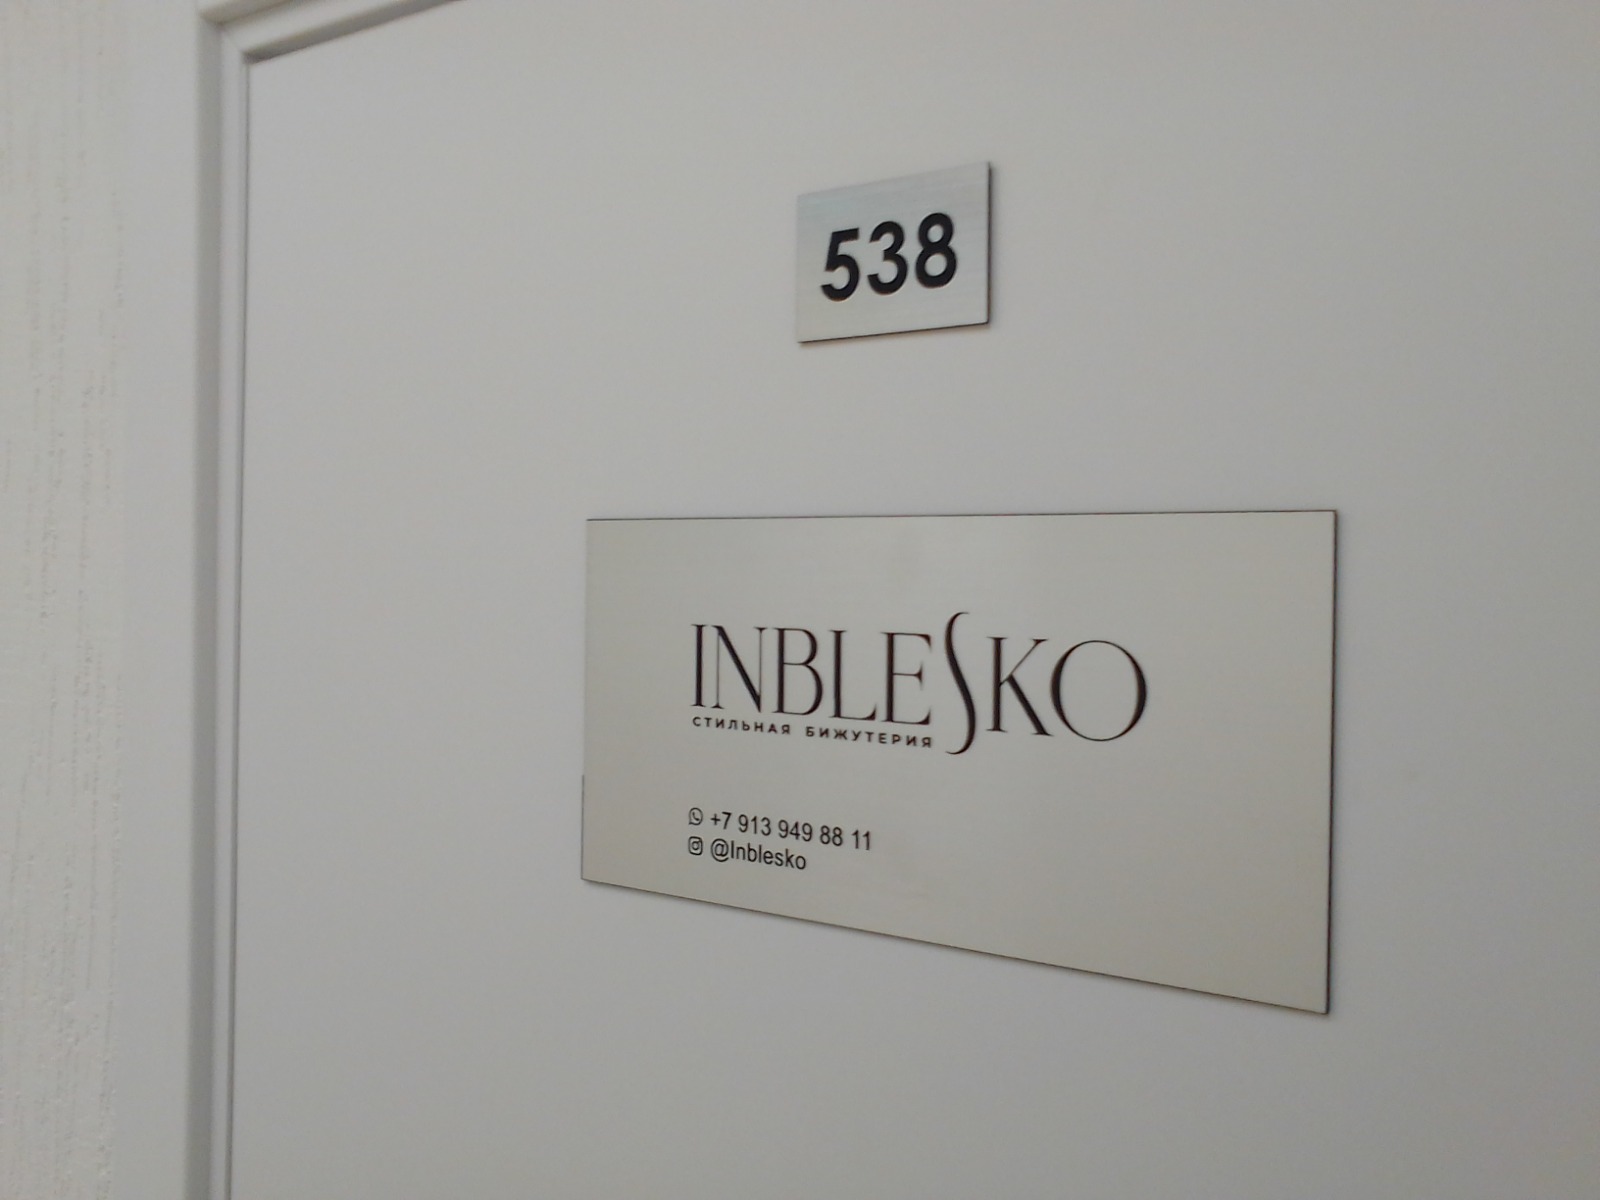 538
INBLESKO
СТИЛЬНАЯ БИЖУТЕРИЯ
+7 913 949 88 11
@Inblesko